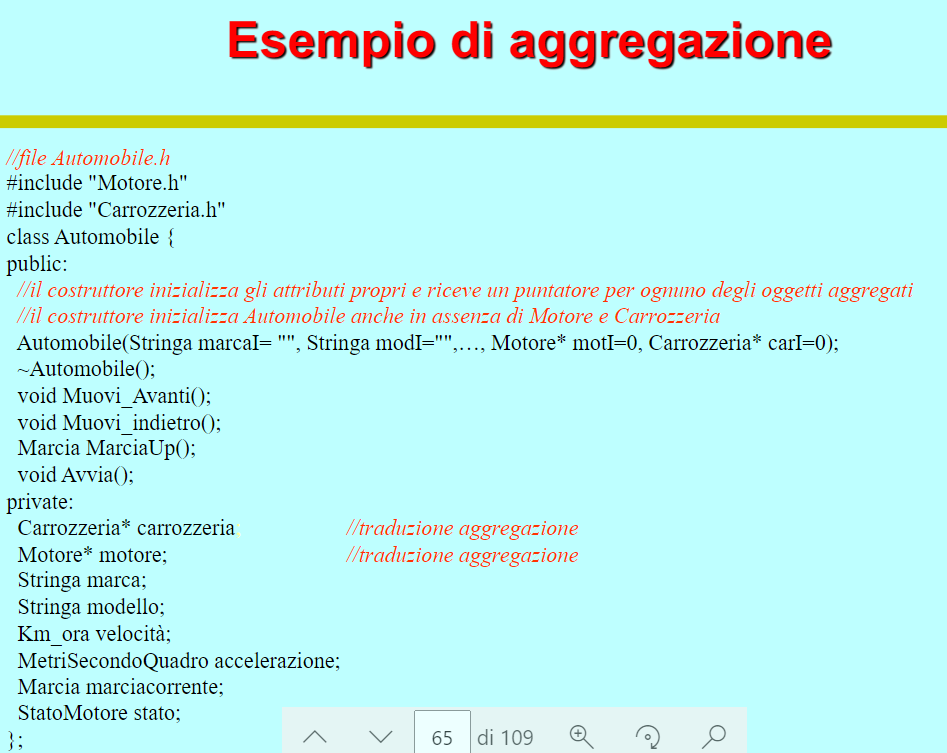 Esempio di aggregazione
//file Automobile.h
#include "Motore.h"
#include "Carrozzeria.h"
class Automobile {
public:
//il costruttore inizializza gli attributi propri e riceve un puntatore per ognuno degli oggetti aggregati
//il costruttore inizializza Automobile anche in assenza di Motore e Carrozzeria
Automobile(Stringa marcaI= "", Stringa modI="",…, Motore* motI=0, Carrozzeria* carI=0);
~Automobile();
void Muovi_Avanti();
void Muovi_indietro();
Marcia MarciaUp();
void Avvia();
private:
Carrozzeria* carrozzeria; //traduzione aggregazione
Motore* motore; //traduzione aggregazione
Stringa marca;
Stringa modello;
Km_ora velocità;
MetriSecondoQuadro accelerazione;
Marcia marciacorrente;
StatoMotore stato;
};
65 di 109